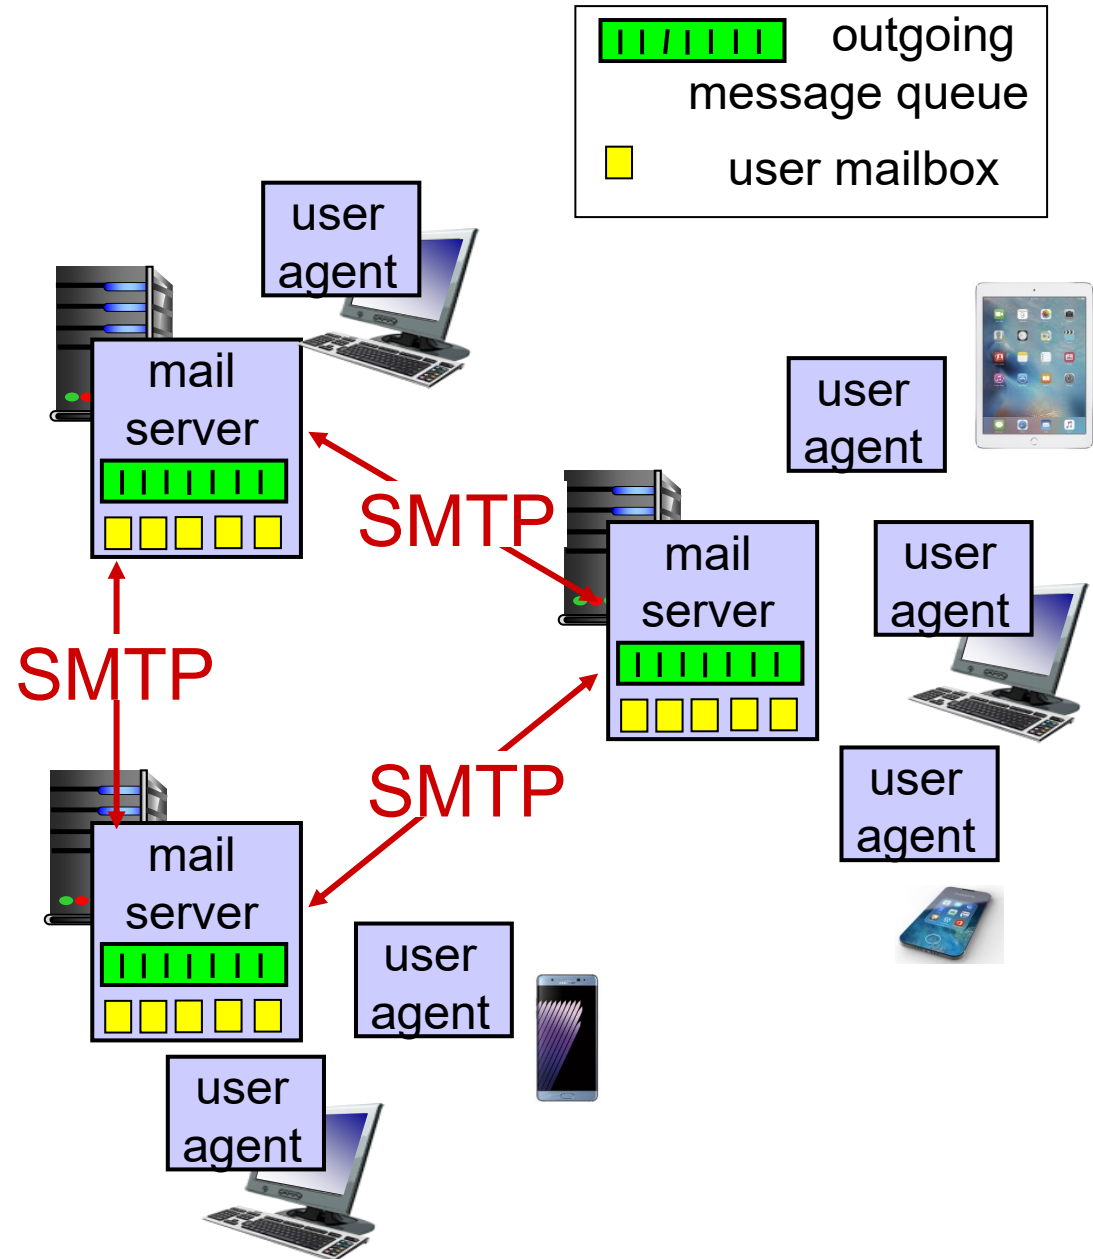 outgoing
message queue
user mailbox
user
agent
mail
server
SMTP
user
agent
mail
server
user
agent
SMTP
SMTP
user
agent
mail
server
user
agent
user
agent